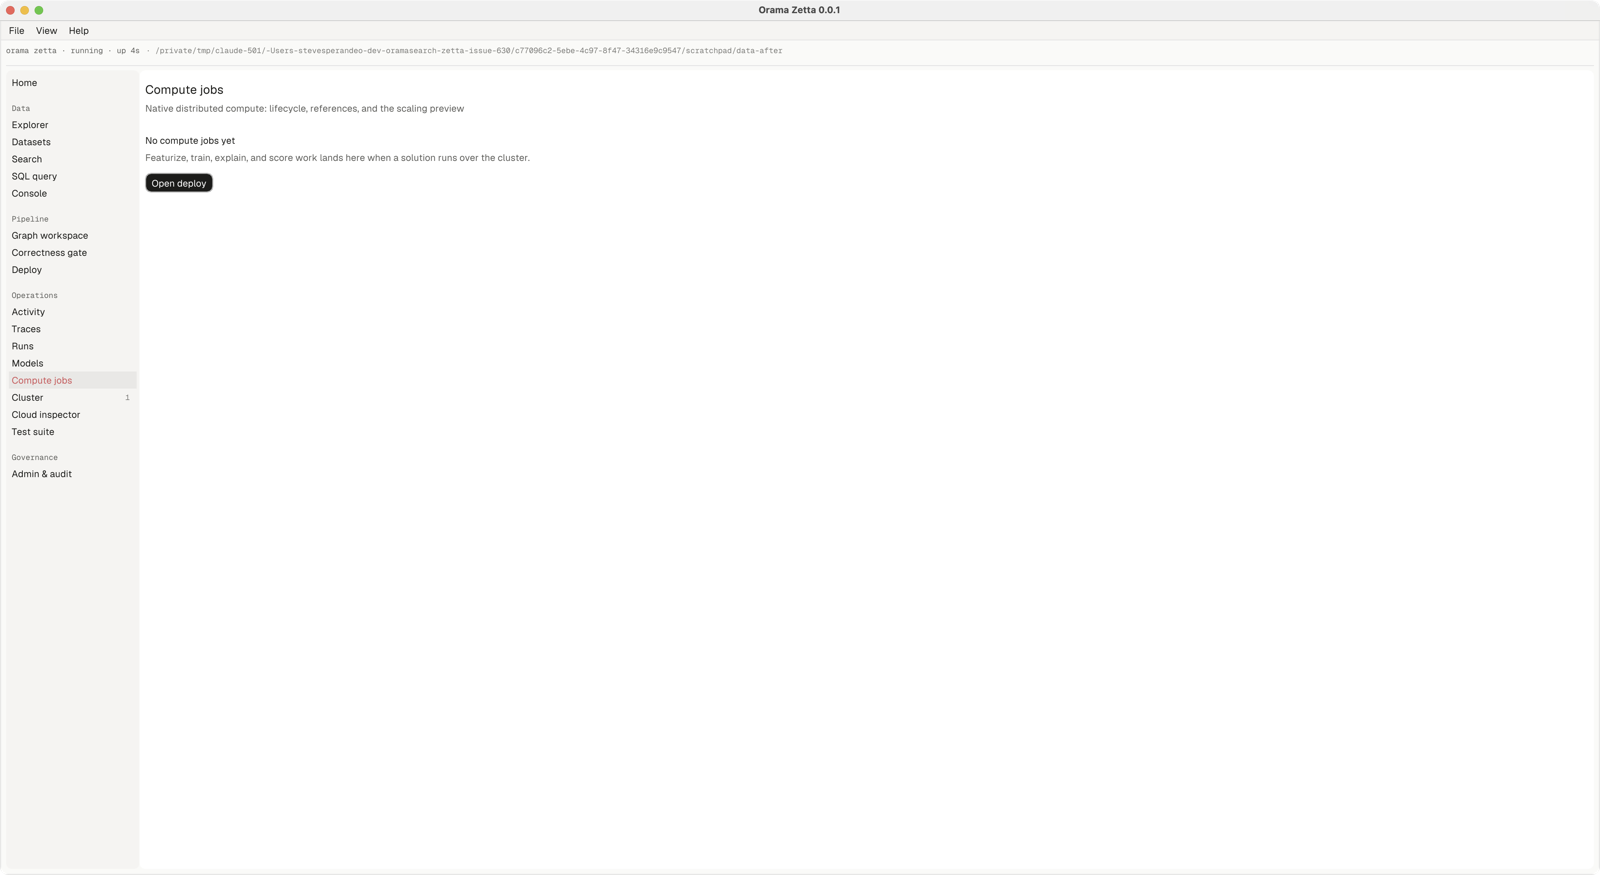 Orama Zetta 0.0.1
File View Help
orama zetta · running · up 4s · /private/tmp/claude-501/-Users-stevesperandeo-dev-oramasearch-zetta-issue-630/c77096c2-5ebe-4c97-8f47-34316e9c9547/scratchpad/data-after
Home
Data
Explorer
Datasets
Search
SQL query
Console
Pipeline
Graph workspace
Correctness gate
Deploy
Operations
Activity
Traces
Runs
Models
Compute jobs
Cluster 1
Cloud inspector
Test suite
Governance
Admin & audit
Compute jobs
Native distributed compute: lifecycle, references, and the scaling preview
No compute jobs yet
Featurize, train, explain, and score work lands here when a solution runs over the cluster.
Open deploy